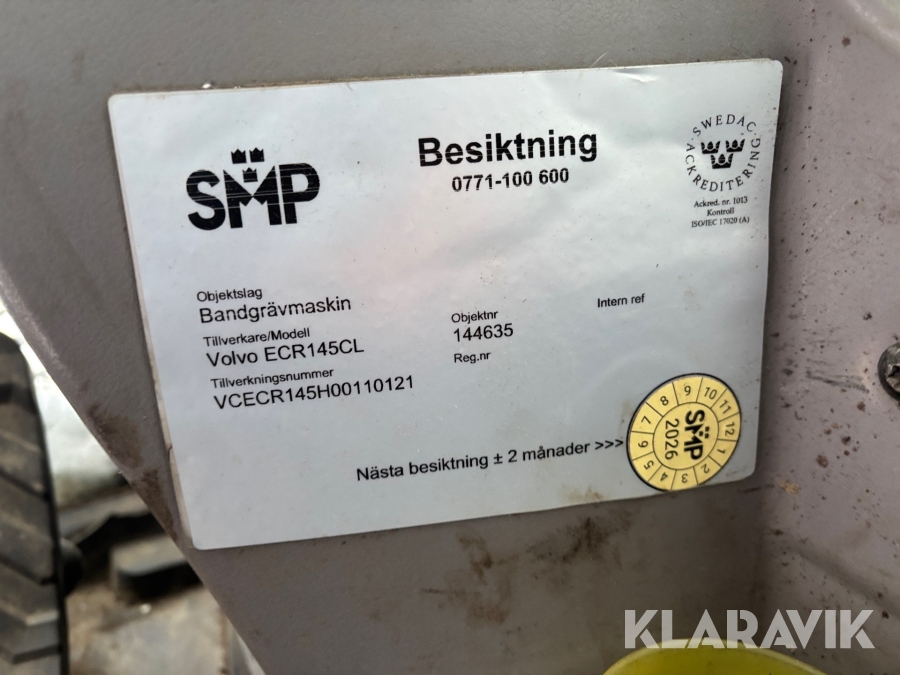 SMP
Besiktning
0771-100 600
SWEDAC ACKREDITERING
Ackred. nr. 1013
Kontroll
ISO/IEC 17020 (A)
Objektslag
Bandgrävmaskin
Tillverkare/Modell
Volvo ECR145CL
Tillverkningsnummer
VCECR145H00110121
Objektnr
144635
Reg.nr
Intern ref
Nästa besiktning ± 2 månader >>>
1 2 3 4 5 6 7 8 9 10 11 12
SMP
2026
KLARAVIK